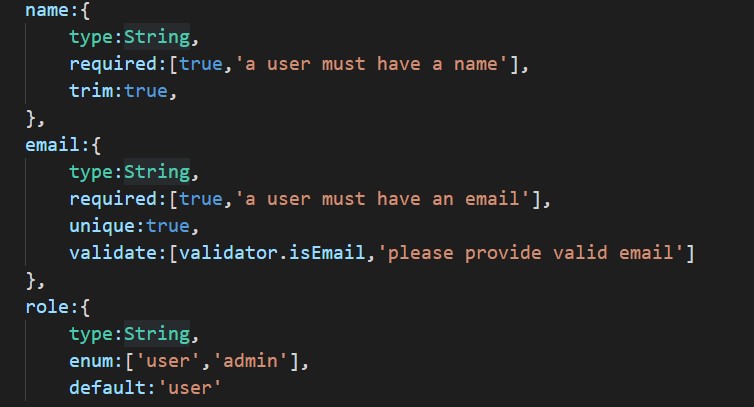 name:{
type:String,
required:[true,'a user must have a name'],
trim:true,
},
email:{
type:String,
required:[true,'a user must have an email'],
unique:true,
validate:[validator.isEmail,'please provide valid email']
},
role:{
type:String,
enum:['user','admin'],
default:'user'